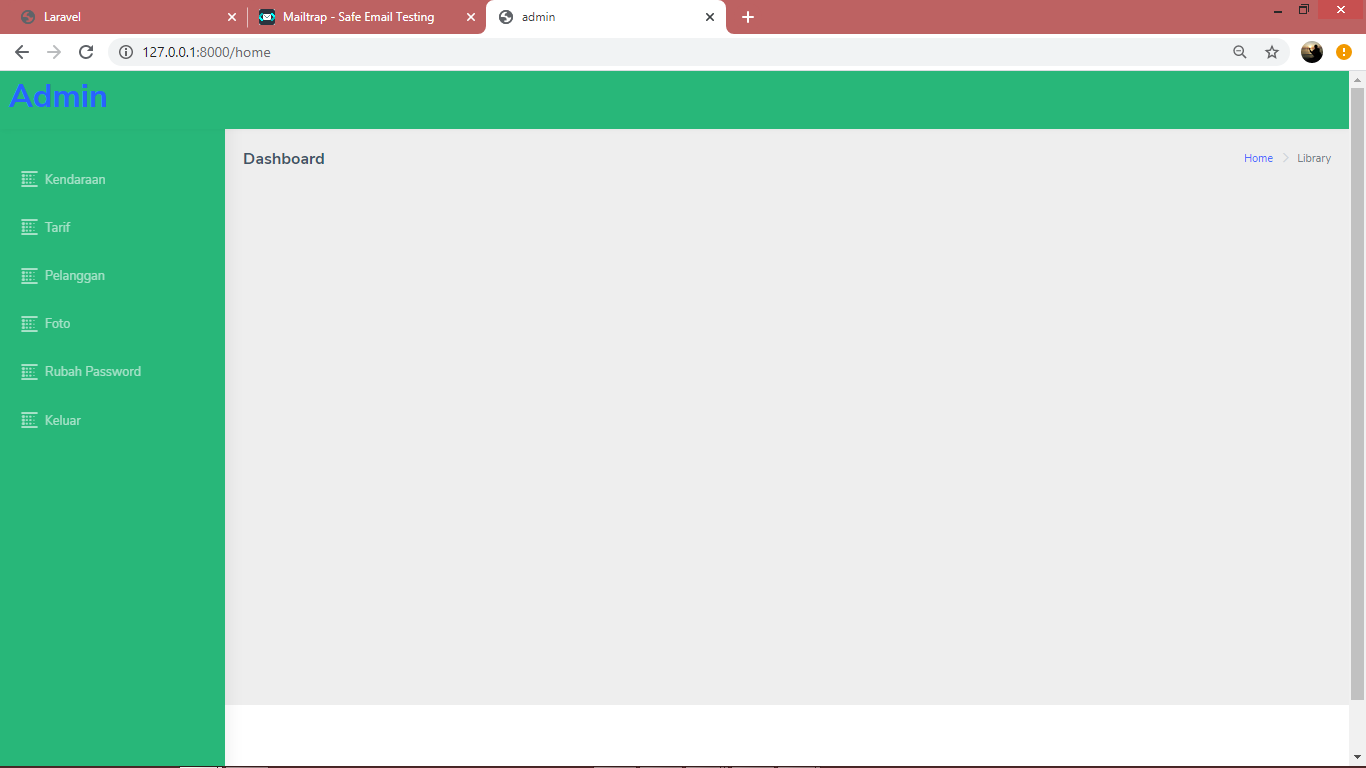 Laravel
Mailtrap - Safe Email Testing
admin
127.0.0.1:8000/home
Admin
Dashboard
Home
Library
Kendaraan
Tarif
Pelanggan
Foto
Rubah Password
Keluar